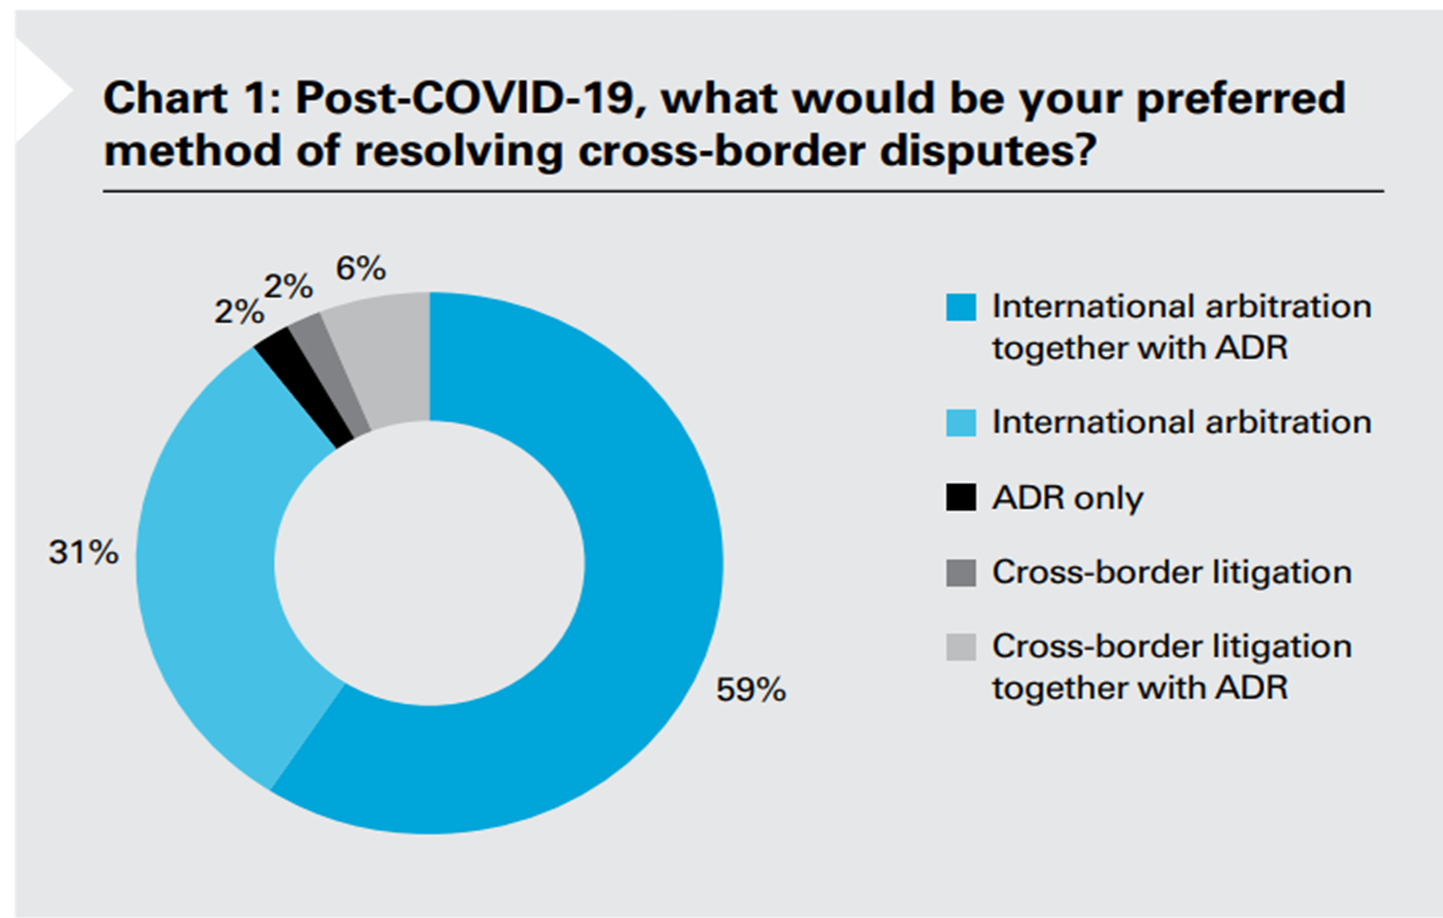 Chart 1: Post-COVID-19, what would be your preferred
method of resolving cross-border disputes?
6%
2%
2%
31%
59%
International arbitration
together with ADR
International arbitration
ADR only
Cross-border litigation
Cross-border litigation
together with ADR